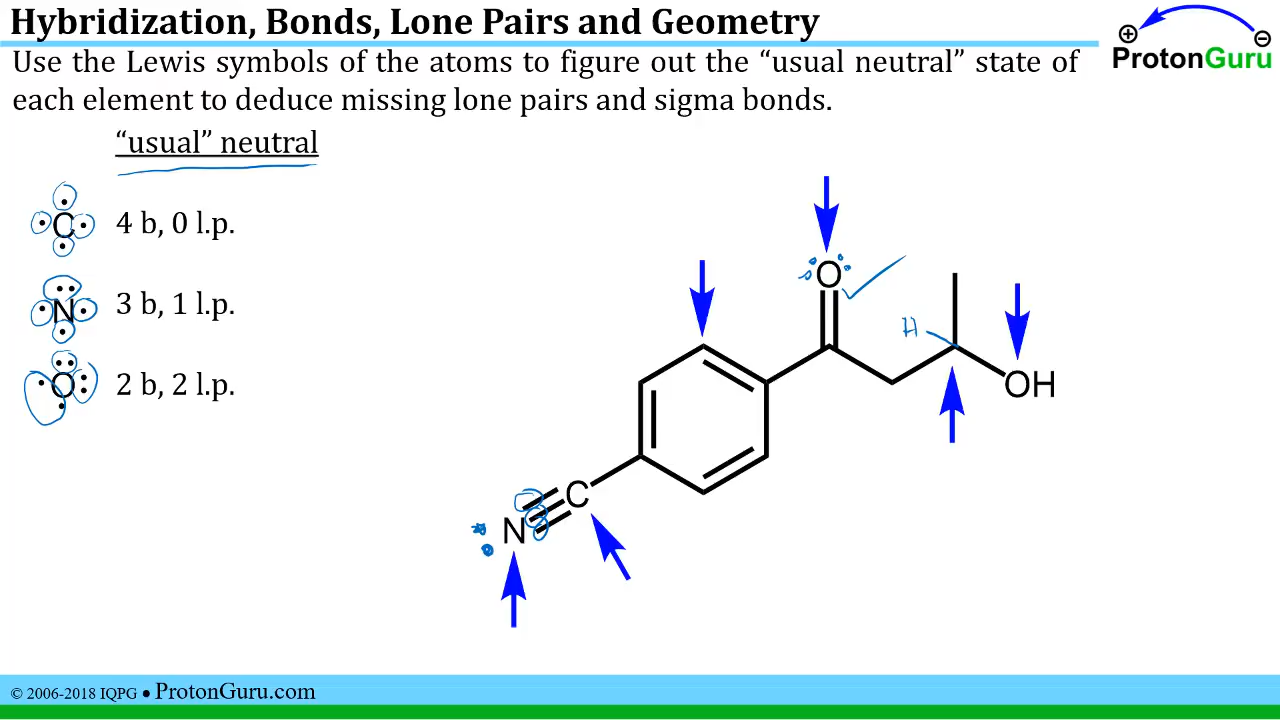 Hybridization, Bonds, Lone Pairs and Geometry
⊕ ⊖
ProtonGuru
Use the Lewis symbols of the atoms to figure out the “usual neutral” state of
each element to deduce missing lone pairs and sigma bonds.
“usual” neutral
C 4 b, 0 l.p.
N 3 b, 1 l.p.
O 2 b, 2 l.p.
O
H
OH
C
N
© 2006-2018 IQPG ● ProtonGuru.com